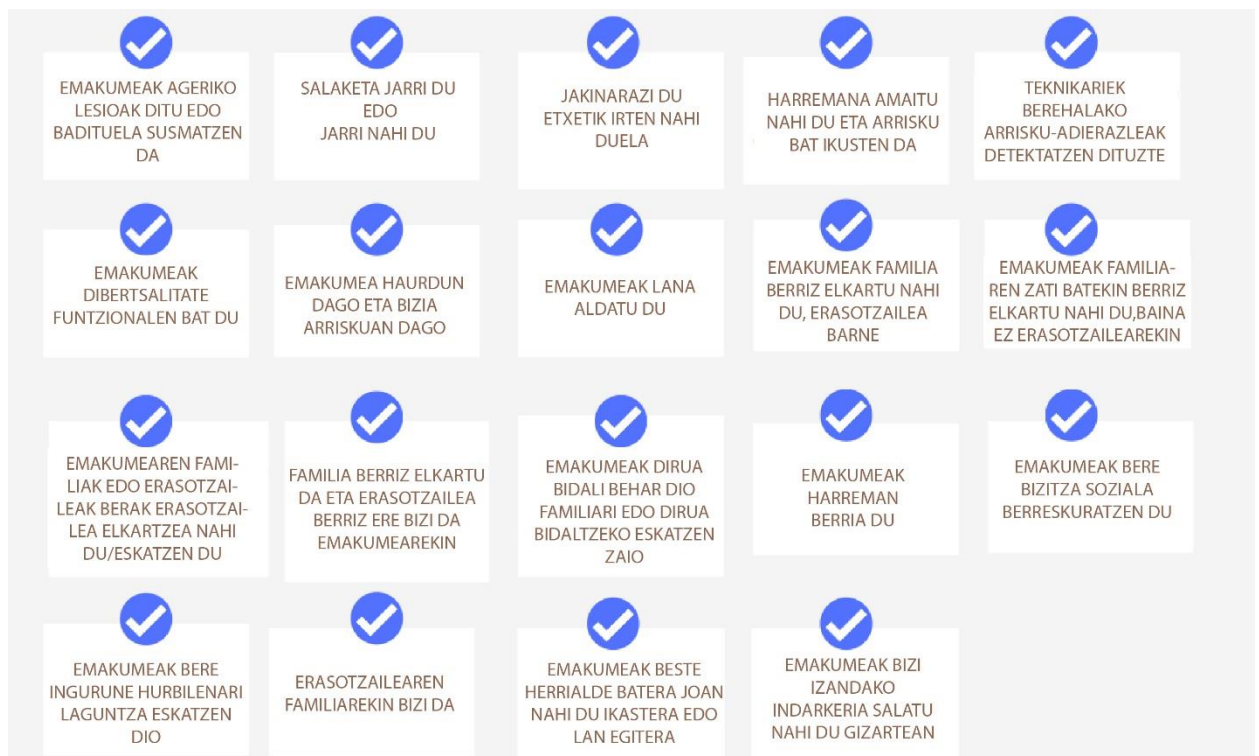 EMAKUMEAK AGERIKO
LESIOAK DITU EDO
BADITUELA SUSMATZEN
DA
SALAKETA JARRI DU
EDO
JARRI NAHI DU
JAKINARAZI DU
ETXETIK IRTEN NAHI
DUELA
HARREMANA AMAITU
NAHI DU ETA ARRISKU
BAT IKUSTEN DA
TEKNIKARIEK
BEREHALAKO
ARRISKU-ADIERAZLEAK
DETEKTATZEN DITUZTE
EMAKUMEAK
DIBERTSALITATE
FUNTZIONALEN BAT DU
EMAKUMEA HAURDUN
DAGO ETA BIZIA
ARRISKUAN DAGO
EMAKUMEAK LANA
ALDATU DU
EMAKUMEAK FAMILIA
BERRIZ ELKARTU NAHI
DU, ERASOTZAILEA
BARNE
EMAKUMEAK FAMILIA-
REN ZATI BATEKIN BERRIZ
ELKARTU NAHI DU,BAINA
EZ ERASOTZAILEAREKIN
EMAKUMEAREN FAMI-
LIAK EDO ERASOTZAI-
LEAK BERAK ERASOTZAI-
LEA ELKARTZEA NAHI
DU/ESKATZEN DU
FAMILIA BERRIZ ELKARTU
DA ETA ERASOTZAILEA
BERRIZ ERE BIZI DA
EMAKUMEAREKIN
EMAKUMEAK DIRUA
BIDALI BEHAR DIO
FAMILIARI EDO DIRUA
BIDALTZEKO ESKATZEN
ZAIO
EMAKUMEAK
HARREMAN
BERRIA DU
EMAKUMEAK BERE
BIZITZA SOZIALA
BERRESKURATZEN DU
EMAKUMEAK BERE
INGURUNE HURBILENARI
LAGUNTZA ESKATZEN
DIO
ERASOTZAILEAREN
FAMILIAREKIN BIZI DA
EMAKUMEAK BESTE
HERRIALDE BATERA JOAN
NAHI DU IKASTERA EDO
LAN EGITERA
EMAKUMEAK BIZI
IZANDAKO
INDARKERIA SALATU
NAHI DU GIZARTEAN